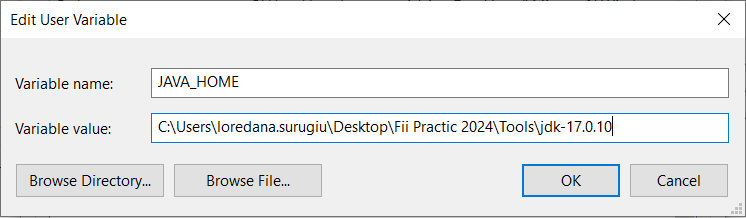 Edit User Variable
Variable name: JAVA_HOME
Variable value: C:\Users\loredana.surugiu\Desktop\Fii Practic 2024\Tools\jdk-17.0.10
Browse Directory... Browse File... OK Cancel